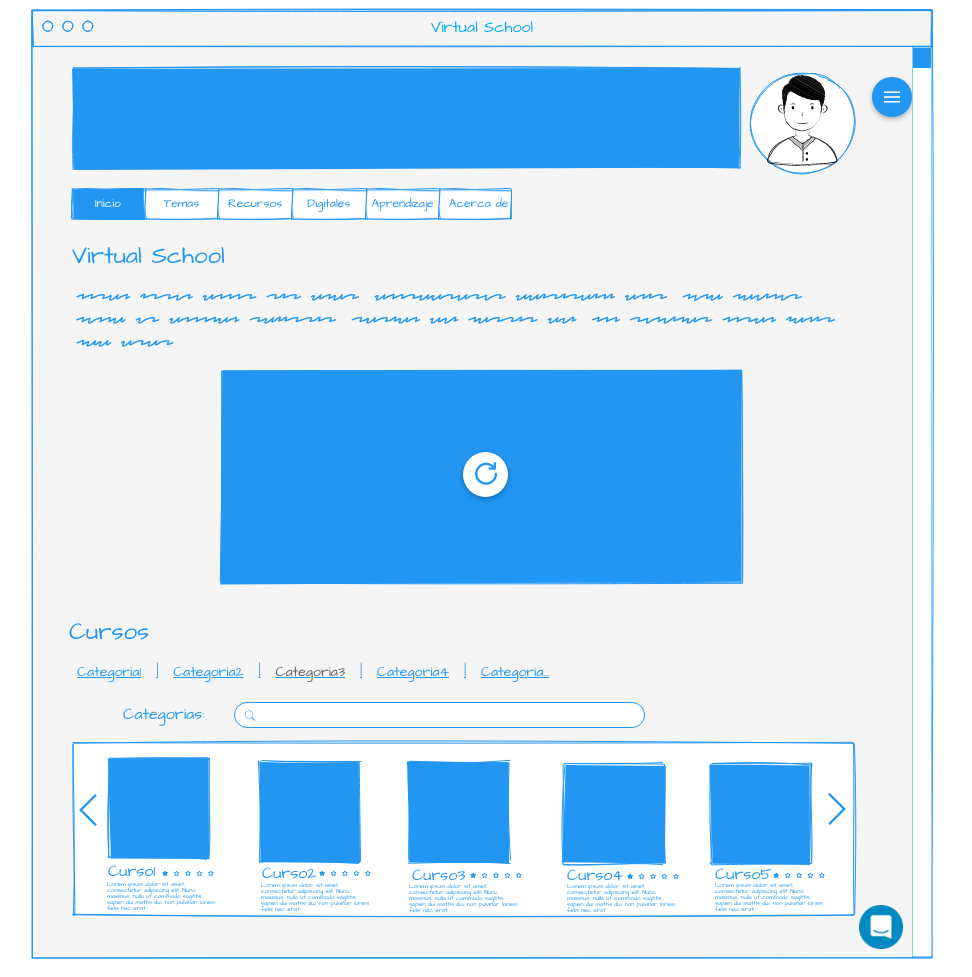 Virtual School
Inicio Temas Recursos Digitales Aprendizaje Acerca de
Virtual School
Cursos
Categoria1 | Categoria2 | Categoria3 | Categoria4 | Categoria...
Categorias:
Curso1
Lorem ipsum dolor sit amet,
consectetur adipiscing elit. Nunc
maximus, nulla ut commodo sagittis,
sapien dui mattis dui, non pulvinar lorem
felis nec erat
Curso2
Lorem ipsum dolor sit amet,
consectetur adipiscing elit. Nunc
maximus, nulla ut commodo sagittis,
sapien dui mattis dui, non pulvinar lorem
felis nec erat
Curso3
Lorem ipsum dolor sit amet,
consectetur adipiscing elit. Nunc
maximus, nulla ut commodo sagittis,
sapien dui mattis dui, non pulvinar lorem
felis nec erat
Curso4
Lorem ipsum dolor sit amet,
consectetur adipiscing elit. Nunc
maximus, nulla ut commodo sagittis,
sapien dui mattis dui, non pulvinar lorem
felis nec erat
Curso5
Lorem ipsum dolor sit amet,
consectetur adipiscing elit. Nunc
maximus, nulla ut commodo sagittis,
sapien dui mattis dui, non pulvinar lorem
felis nec erat